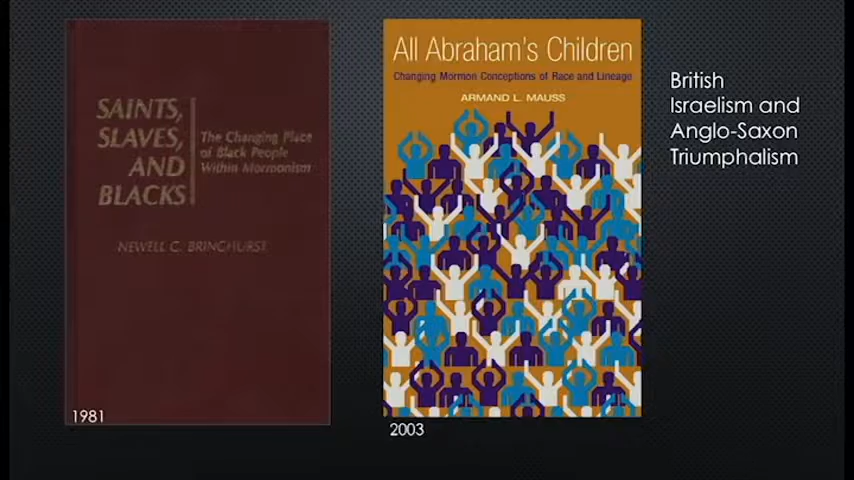 SAINTS,
SLAVES,
AND
BLACKS
The Changing Place
of Black People
Within Mormonism
NEWELL G. BRINGHURST
1981
All Abraham's Children
Changing Mormon Conceptions of Race and Lineage
ARMAND L. MAUSS
2003
British
Israelism and
Anglo-Saxon
Triumphalism